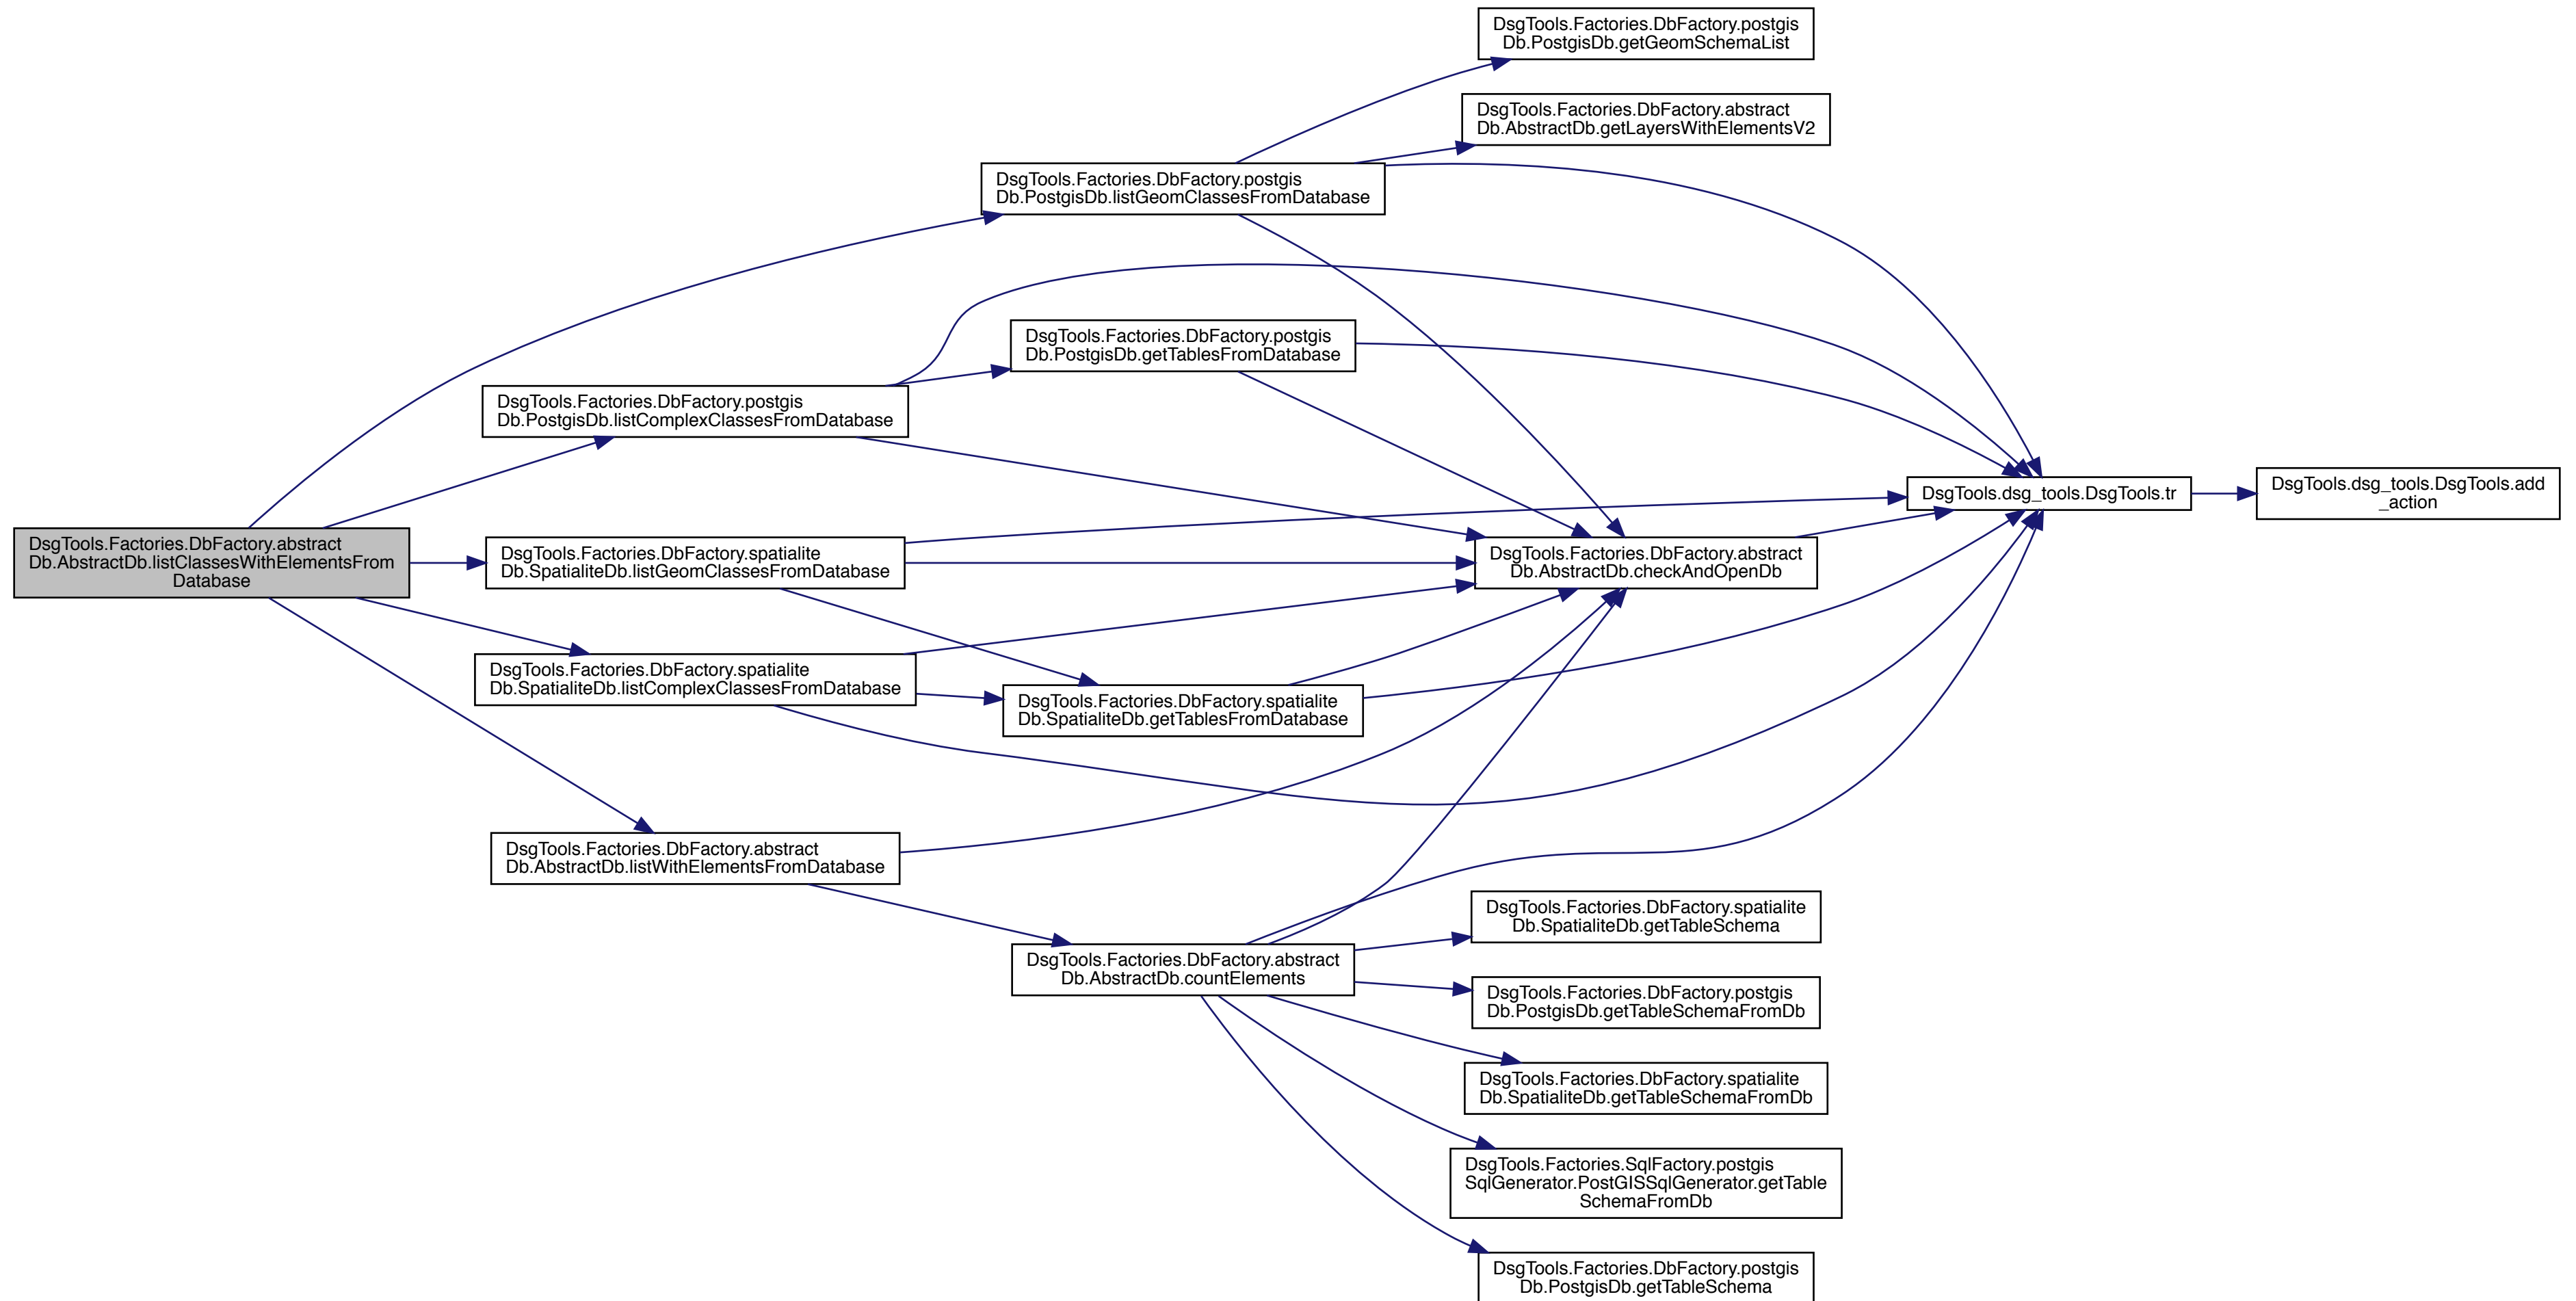 DsgTools.Factories.DbFactory.postgis
Db.PostgisDb.getGeomSchemaList
DsgTools.Factories.DbFactory.abstract
Db.AbstractDb.getLayersWithElementsV2
DsgTools.Factories.DbFactory.postgis
Db.PostgisDb.listGeomClassesFromDatabase
DsgTools.Factories.DbFactory.postgis
Db.PostgisDb.getTablesFromDatabase
DsgTools.Factories.DbFactory.postgis
Db.PostgisDb.listComplexClassesFromDatabase
DsgTools.dsg_tools.DsgTools.tr
DsgTools.dsg_tools.DsgTools.add
_action
DsgTools.Factories.DbFactory.abstract
Db.AbstractDb.listClassesWithElementsFrom
Database
DsgTools.Factories.DbFactory.spatialite
Db.SpatialiteDb.listGeomClassesFromDatabase
DsgTools.Factories.DbFactory.abstract
Db.AbstractDb.checkAndOpenDb
DsgTools.Factories.DbFactory.spatialite
Db.SpatialiteDb.listComplexClassesFromDatabase
DsgTools.Factories.DbFactory.spatialite
Db.SpatialiteDb.getTablesFromDatabase
DsgTools.Factories.DbFactory.abstract
Db.AbstractDb.listWithElementsFromDatabase
DsgTools.Factories.DbFactory.spatialite
Db.SpatialiteDb.getTableSchema
DsgTools.Factories.DbFactory.abstract
Db.AbstractDb.countElements
DsgTools.Factories.DbFactory.postgis
Db.PostgisDb.getTableSchemaFromDb
DsgTools.Factories.DbFactory.spatialite
Db.SpatialiteDb.getTableSchemaFromDb
DsgTools.Factories.SqlFactory.postgis
SqlGenerator.PostGISSqlGenerator.getTable
SchemaFromDb
DsgTools.Factories.DbFactory.postgis
Db.PostgisDb.getTableSchema